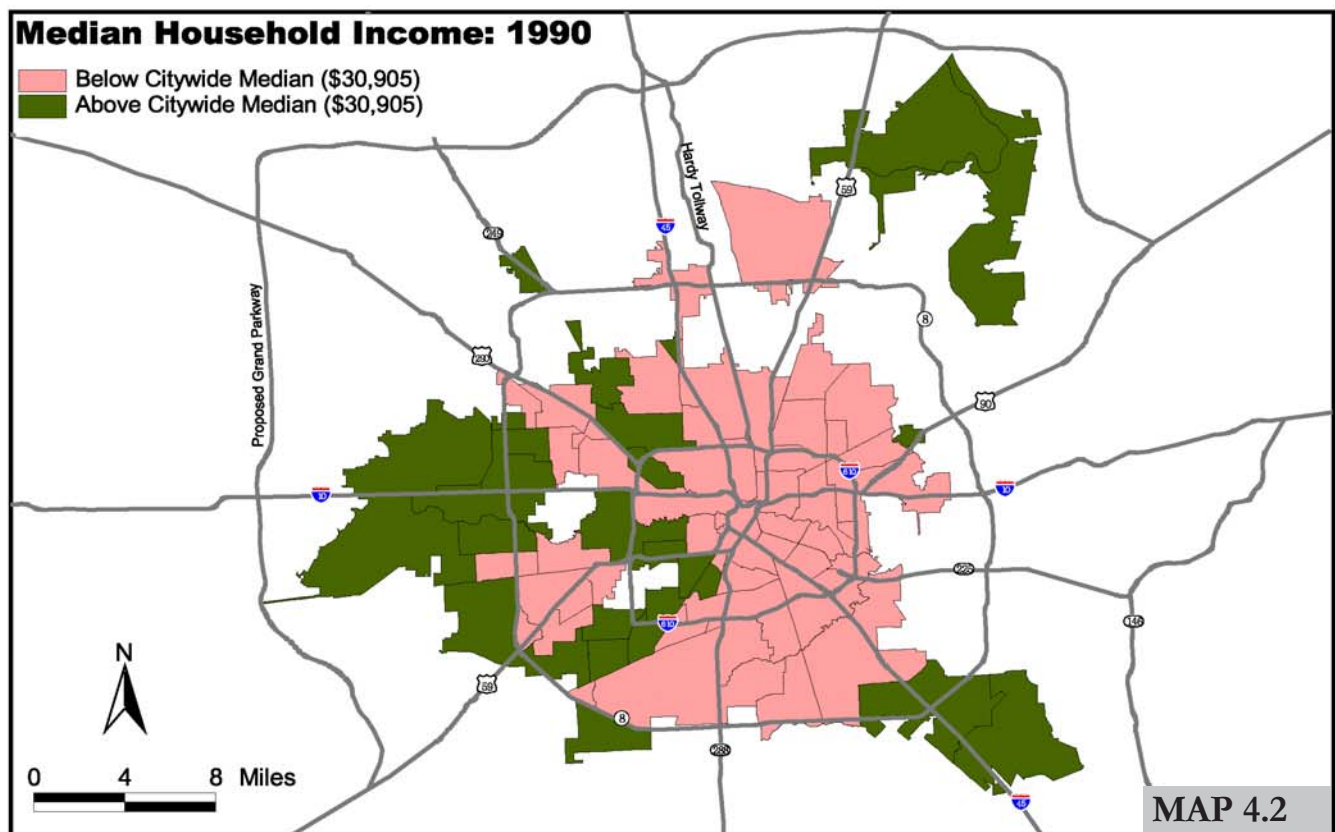 Median Household Income: 1990
Below Citywide Median ($30,905)
Above Citywide Median ($30,905)
Hardy Tollway
59
45
249
Proposed Grand Parkway
8
290
90
610
10
10
225
610
146
N
59
8
288
0 4 8 Miles
45
MAP 4.2